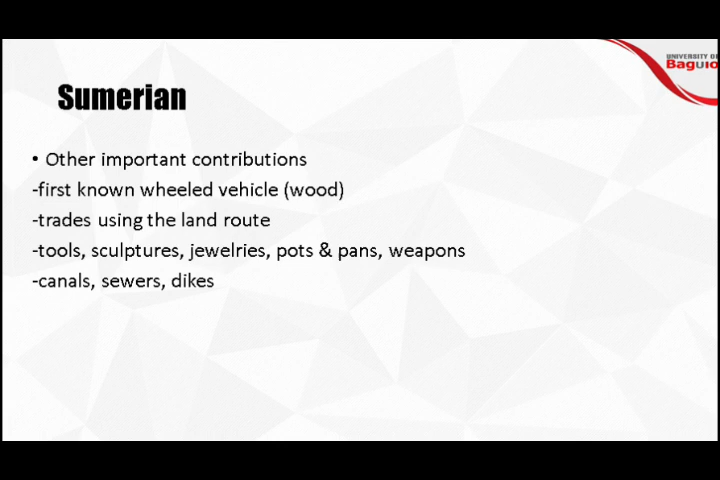 UNIVERSITY OF
Baguio
Sumerian
• Other important contributions
-first known wheeled vehicle (wood)
-trades using the land route
-tools, sculptures, jewelries, pots & pans, weapons
-canals, sewers, dikes